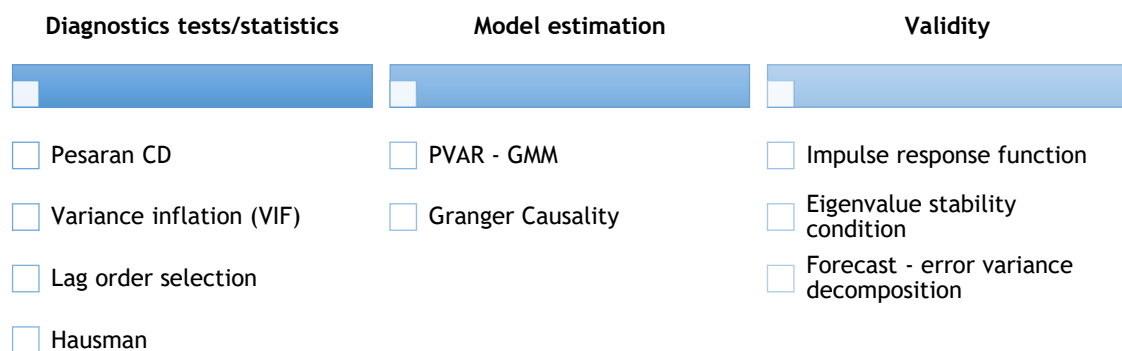 Diagnostics tests/statistics
Pesaran CD
Variance inflation (VIF)
Lag order selection
Hausman
Model estimation
PVAR - GMM
Granger Causality
Validity
Impulse response function
Eigenvalue stability
condition
Forecast - error variance
decomposition